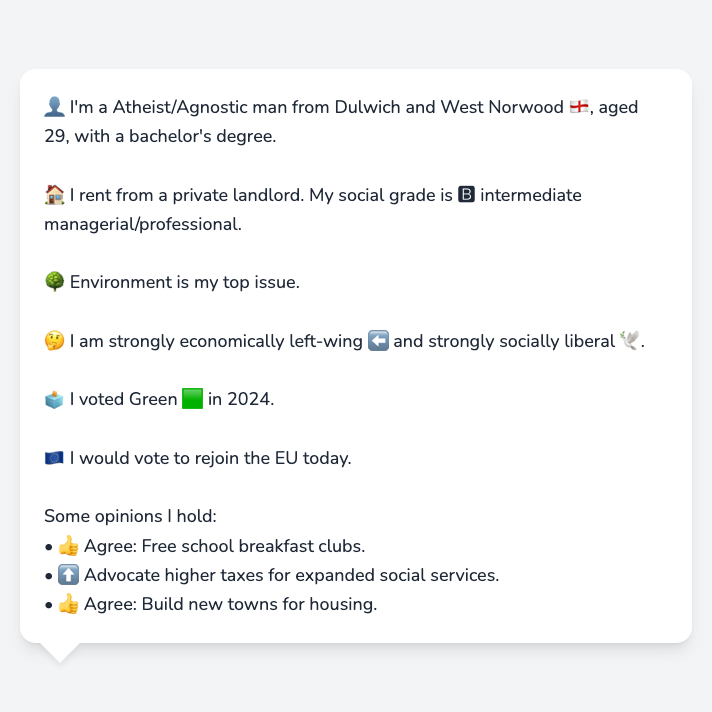 👤 I'm a Atheist/Agnostic man from Dulwich and West Norwood 🏴󠁧󠁢󠁥󠁮󠁧󠁿, aged
29, with a bachelor's degree.
🏠 I rent from a private landlord. My social grade is 🅱 intermediate
managerial/professional.
🌳 Environment is my top issue.
🤔 I am strongly economically left-wing ⬅️ and strongly socially liberal 🕊️.
🗳️ I voted Green 🟩 in 2024.
🇪🇺 I would vote to rejoin the EU today.
Some opinions I hold:
• 👍 Agree: Free school breakfast clubs.
• ⬆️ Advocate higher taxes for expanded social services.
• 👍 Agree: Build new towns for housing.